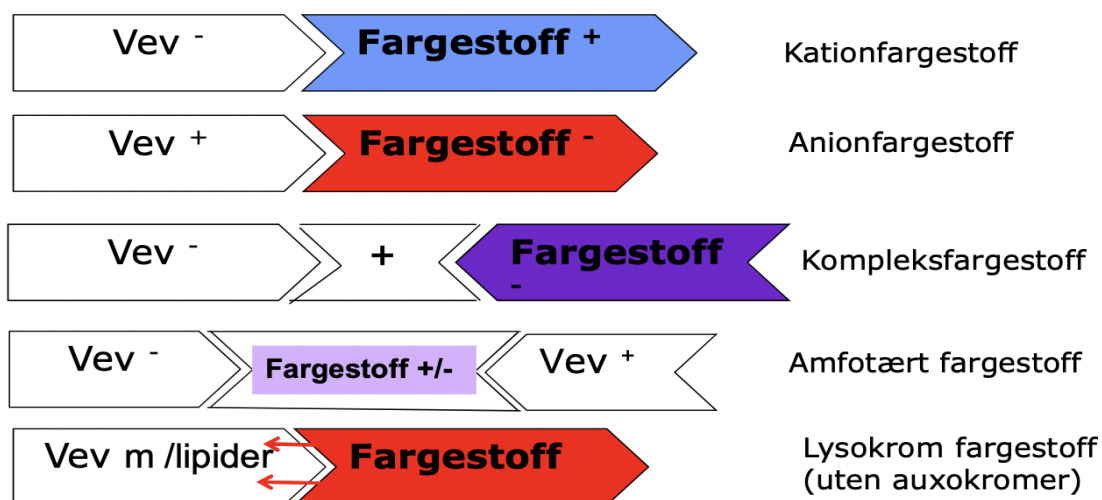 Vev - Fargestoff + Kationfargestoff
Vev + Fargestoff - Anionfargestoff
Vev - + Fargestoff - Kompleksfargestoff
Vev - Fargestoff +/- Vev + Amfotært fargestoff
Vev m /lipider Fargestoff Lysokrom fargestoff
(uten auxokromer)